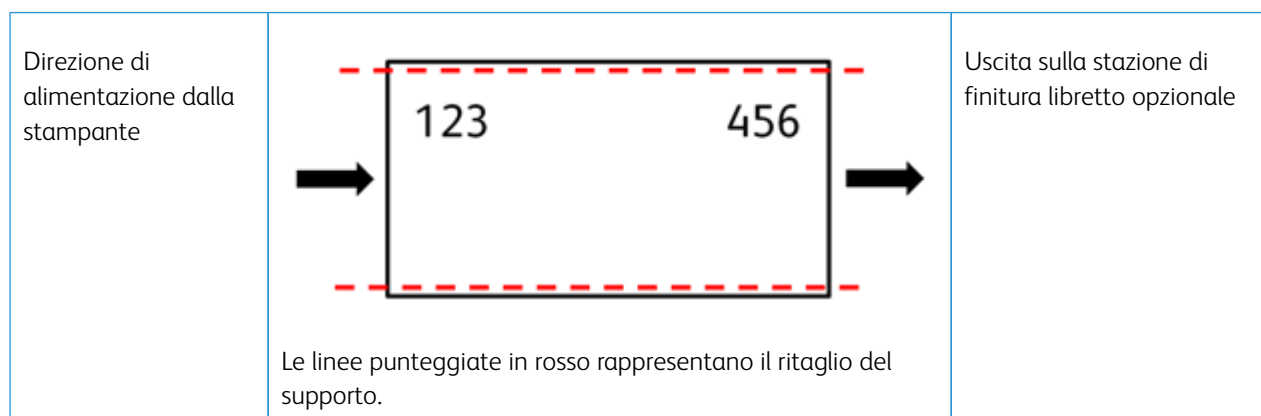 Direzione di
alimentazione dalla
stampante
123 456
Le linee punteggiate in rosso rappresentano il ritaglio del
supporto.
Uscita sulla stazione di
finitura libretto opzionale